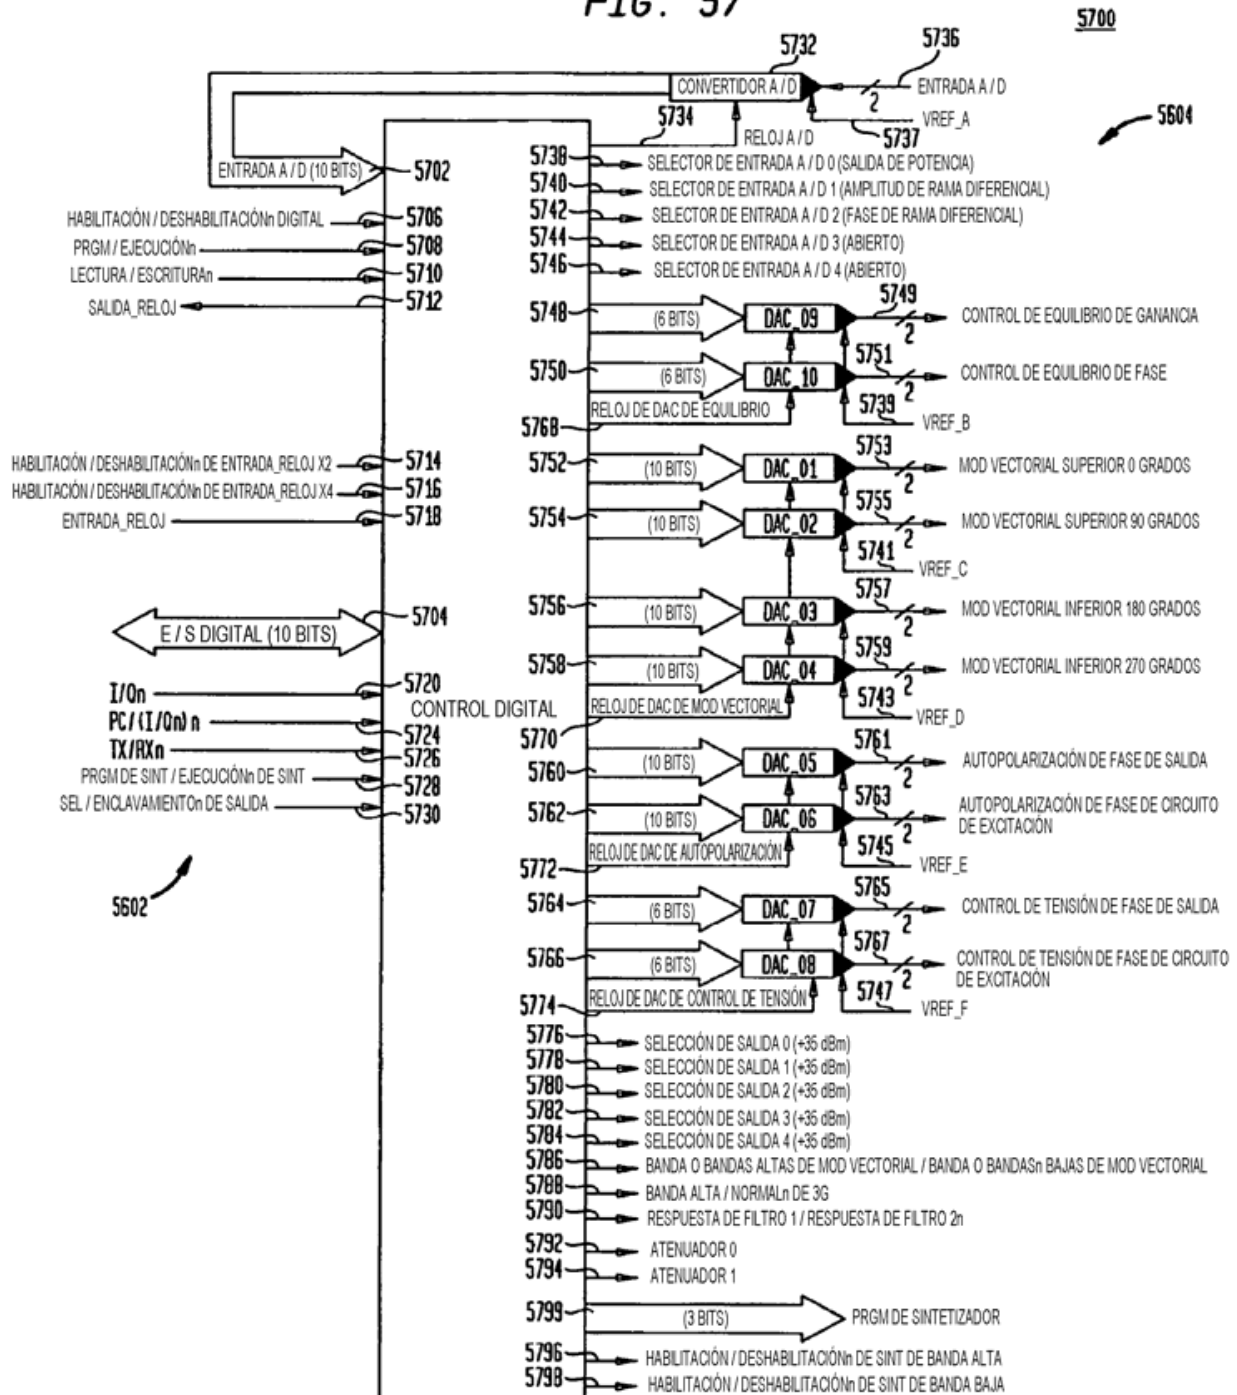 FIG. 57
5700
5732
5736
CONVERTIDOR A / D
2
ENTRADA A / D
5734
VREF_A
5737
5604
RELOJ A / D
ENTRADA A / D (10 BITS)
5702
5738
SELECTOR DE ENTRADA A / D 0 (SALIDA DE POTENCIA)
5740
SELECTOR DE ENTRADA A / D 1 (AMPLITUD DE RAMA DIFERENCIAL)
HABILITACIÓN / DESHABILITACIÓNn DIGITAL
5706
5742
SELECTOR DE ENTRADA A / D 2 (FASE DE RAMA DIFERENCIAL)
PRGM / EJECUCIÓNn
5708
5744
SELECTOR DE ENTRADA A / D 3 (ABIERTO)
LECTURA / ESCRITURAn
5710
5746
SELECTOR DE ENTRADA A / D 4 (ABIERTO)
SALIDA_RELOJ
5712
5748
(6 BITS)
DAC_09
5749
2
CONTROL DE EQUILIBRIO DE GANANCIA
5750
(6 BITS)
DAC_10
5751
2
CONTROL DE EQUILIBRIO DE FASE
5768
RELOJ DE DAC DE EQUILIBRIO
5739
VREF_B
HABILITACIÓN / DESHABILITACIÓNn DE ENTRADA_RELOJ X2
5714
5752
(10 BITS)
DAC_01
5753
2
MOD VECTORIAL SUPERIOR 0 GRADOS
HABILITACIÓN / DESHABILITACIÓNn DE ENTRADA_RELOJ X4
5716
ENTRADA_RELOJ
5718
5754
(10 BITS)
DAC_02
5755
2
MOD VECTORIAL SUPERIOR 90 GRADOS
5741
VREF_C
E / S DIGITAL (10 BITS)
5704
5756
(10 BITS)
DAC_03
5757
2
MOD VECTORIAL INFERIOR 180 GRADOS
5758
(10 BITS)
DAC_04
5759
2
MOD VECTORIAL INFERIOR 270 GRADOS
I/Qn
5720
CONTROL DIGITAL
5770
RELOJ DE DAC DE MOD VECTORIAL
5743
VREF_D
PC/(I/Qn)n
5724
TX/RXn
5726
5760
(10 BITS)
DAC_05
5761
2
AUTOPOLARIZACIÓN DE FASE DE SALIDA
PRGM DE SINT / EJECUCIÓNn DE SINT
5728
SEL / ENCLAVAMIENTOn DE SALIDA
5730
5762
(10 BITS)
DAC_06
5763
2
AUTOPOLARIZACIÓN DE FASE DE CIRCUITO
DE EXCITACIÓN
5772
RELOJ DE DAC DE AUTOPOLARIZACIÓN
5745
VREF_E
5602
5764
(6 BITS)
DAC_07
5765
2
CONTROL DE TENSIÓN DE FASE DE SALIDA
5766
(6 BITS)
DAC_08
5767
2
CONTROL DE TENSIÓN DE FASE DE CIRCUITO
DE EXCITACIÓN
5774
RELOJ DE DAC DE CONTROL DE TENSIÓN
5747
VREF_F
5776
SELECCIÓN DE SALIDA 0 (+35 dBm)
5778
SELECCIÓN DE SALIDA 1 (+35 dBm)
5780
SELECCIÓN DE SALIDA 2 (+35 dBm)
5782
SELECCIÓN DE SALIDA 3 (+35 dBm)
5784
SELECCIÓN DE SALIDA 4 (+35 dBm)
5786
BANDA O BANDAS ALTAS DE MOD VECTORIAL / BANDA O BANDASn BAJAS DE MOD VECTORIAL
5788
BANDA ALTA / NORMALn DE 3G
5790
RESPUESTA DE FILTRO 1 / RESPUESTA DE FILTRO 2n
5792
ATENUADOR 0
5794
ATENUADOR 1
5799
(3 BITS)
PRGM DE SINTETIZADOR
5796
HABILITACIÓN / DESHABILITACIÓNn DE SINT DE BANDA ALTA
5798
HABILITACIÓN / DESHABILITACIÓNn DE SINT DE BANDA BAJA